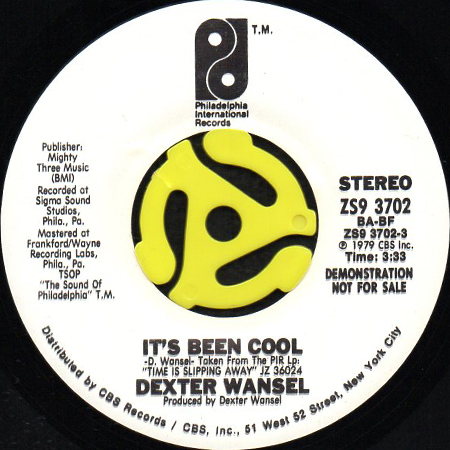 T.M.
Philadelphia
International
Records
Publisher:
Mighty
Three Music
(BMI)
Recorded at
Sigma Sound
Studios,
Phila., Pa.
Mastered at
Frankford/Wayne
Recording Labs,
Phila., Pa.
TSOP
"The Sound Of
Philadelphia" T.M.
STEREO
ZS9 3702
BA-BF
ZS9 3702-3
℗ 1979 CBS Inc.
Time: 3:33
DEMONSTRATION
NOT FOR SALE
IT'S BEEN COOL
-D. Wansel- Taken From The PIR Lp:
"TIME IS SLIPPING AWAY" JZ 36024
DEXTER WANSEL
Produced by Dexter Wansel
Distributed by CBS Records / CBS, Inc., 51 West 52 Street, New York City